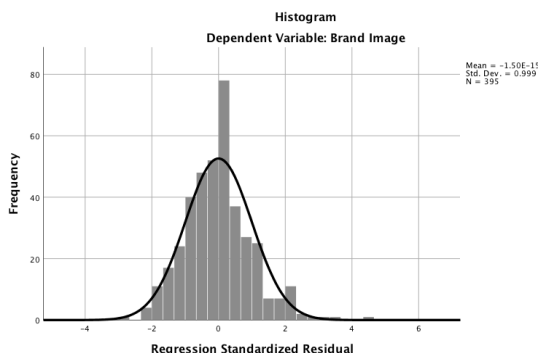 Histogram
Dependent Variable: Brand Image
Mean = -1.50E-15
Std. Dev. = 0.999
N = 395
Frequency
80
60
40
20
0
-4 -2 0 2 4 6
Regression Standardized Residual